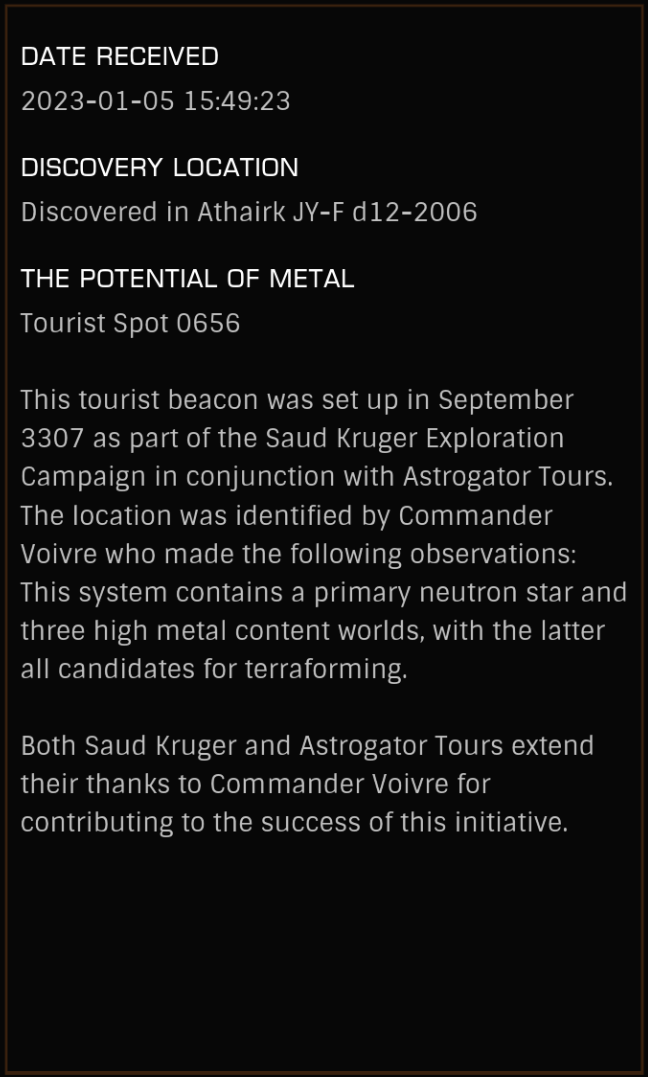 DATE RECEIVED
2023-01-05 15:49:23
DISCOVERY LOCATION
Discovered in Athairk JY-F d12-2006
THE POTENTIAL OF METAL
Tourist Spot 0656
This tourist beacon was set up in September
3307 as part of the Saud Kruger Exploration
Campaign in conjunction with Astrogator Tours.
The location was identified by Commander
Voivre who made the following observations:
This system contains a primary neutron star and
three high metal content worlds, with the latter
all candidates for terraforming.
Both Saud Kruger and Astrogator Tours extend
their thanks to Commander Voivre for
contributing to the success of this initiative.